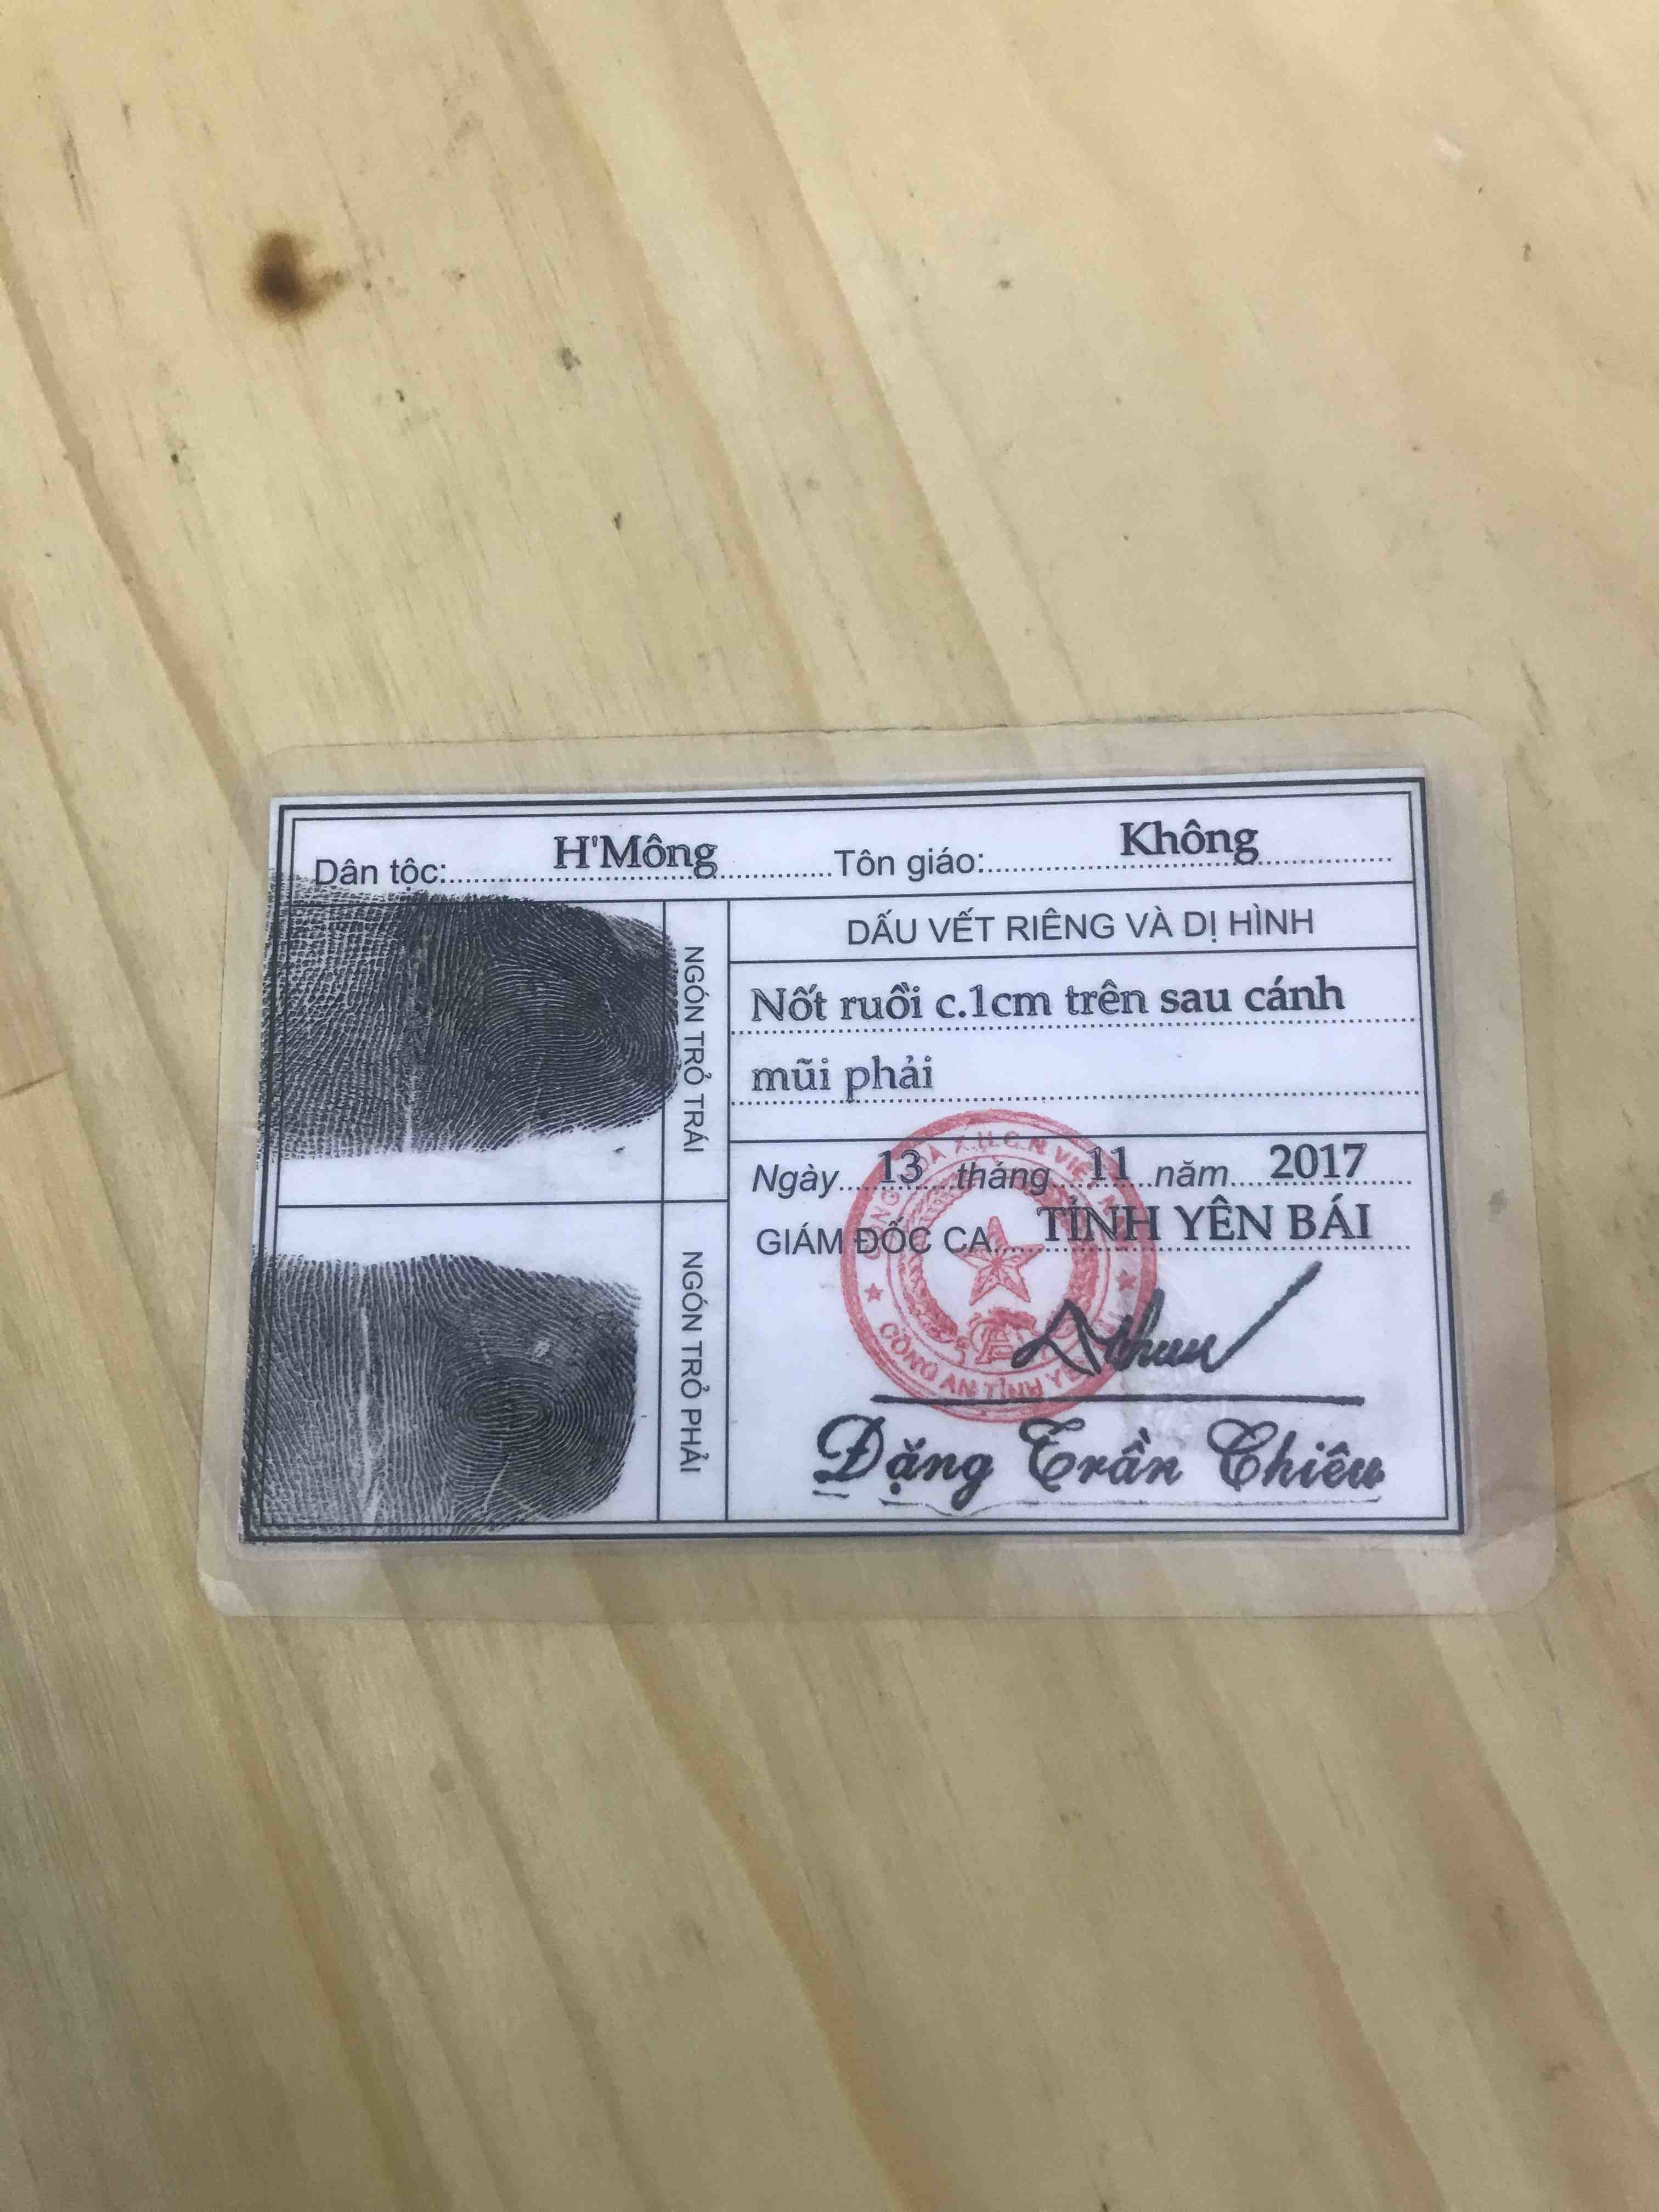 Dân tộc: H'Mông Tôn giáo: Không
NGÓN TRỎ TRÁI
NGÓN TRỎ PHẢI
DẤU VẾT RIÊNG VÀ DỊ HÌNH
Nốt ruồi c.1cm trên sau cánh
mũi phải
Ngày 13 tháng 11 năm 2017
GIÁM ĐỐC CA TỈNH YÊN BÁI
CÔNG AN TỈNH
Đặng Trần Chiêu